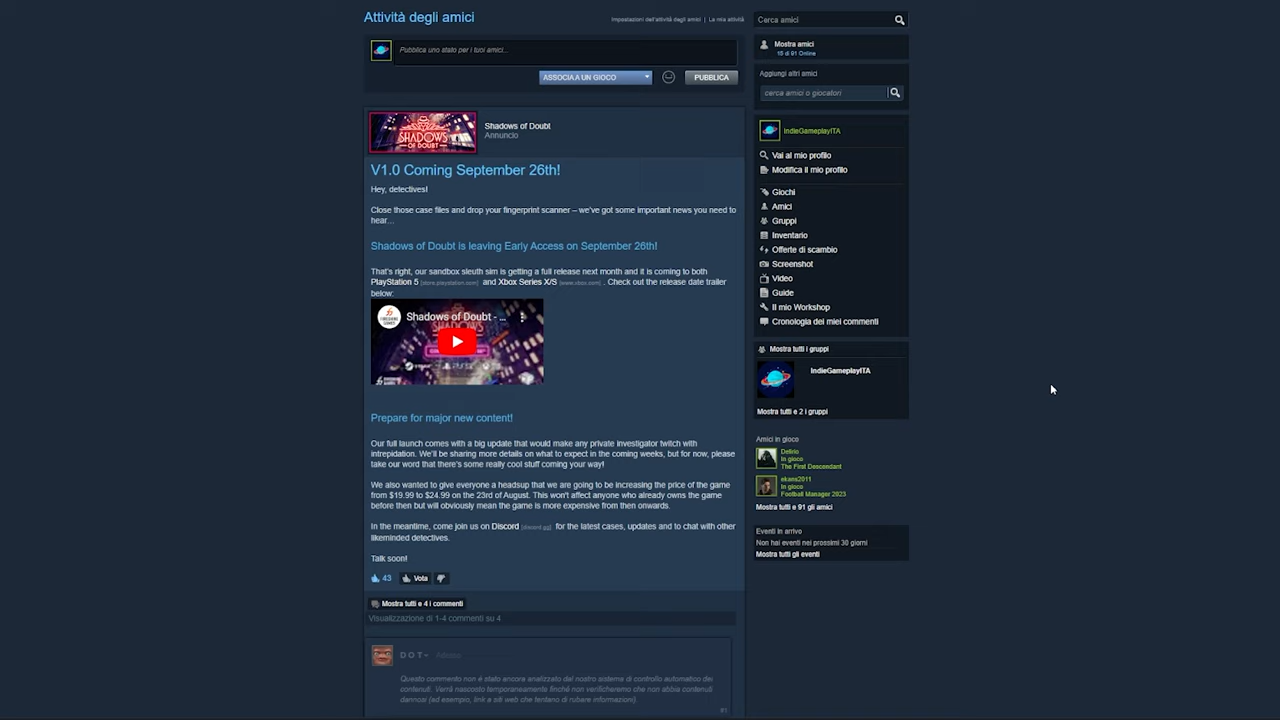 Attività degli amici
Impostazioni dell'attività degli amici | La mia attività
Pubblica uno stato per i tuoi amici...
ASSOCIA A UN GIOCO
PUBBLICA
SHADOWS OF DOUBT
Shadows of Doubt
Annuncio
V1.0 Coming September 26th!
Hey, detectives!
Close those case files and drop your fingerprint scanner – we've got some important news you need to
hear…
Shadows of Doubt is leaving Early Access on September 26th!
That's right, our sandbox sleuth sim is getting a full release next month and it is coming to both
PlayStation 5 [store.playstation.com] and Xbox Series X/S [www.xbox.com] . Check out the release date trailer
below:
Shadows of Doubt - ...
Prepare for major new content!
Our full launch comes with a big update that would make any private investigator twitch with
intrepidation. We'll be sharing more details on what to expect in the coming weeks, but for now, please
take our word that there's some really cool stuff coming your way!
We also wanted to give everyone a headsup that we are going to be increasing the price of the game
from $19.99 to $24.99 on the 23rd of August. This won't affect anyone who already owns the game
before then but will obviously mean the game is more expensive from then onwards.
In the meantime, come join us on Discord [discord.gg] for the latest cases, updates and to chat with other
likeminded detectives.
Talk soon!
43 Vota
Mostra tutti e 4 i commenti
Visualizzazione di 1-4 commenti su 4
D O T Adesso
Questo commento non è stato ancora analizzato dal nostro sistema di controllo automatico dei
contenuti. Verrà nascosto temporaneamente finché non verificheremo che non abbia contenuti
dannosi (ad esempio, link a siti web che tentano di rubare informazioni).
#1
Cerca amici
Mostra amici
15 di 91 Online
Aggiungi altri amici
cerca amici o giocatori
IndieGameplayITA
Vai al mio profilo
Modifica il mio profilo
Giochi
Amici
Gruppi
Inventario
Offerte di scambio
Screenshot
Video
Guide
Il mio Workshop
Cronologia dei miei commenti
Mostra tutti i gruppi
IndieGameplayITA
Mostra tutti e 2 i gruppi
Amici in gioco
Delirio
In gioco
The First Descendant
ekans2011
In gioco
Football Manager 2023
Mostra tutti e 91 gli amici
Eventi in arrivo
Non hai eventi nei prossimi 30 giorni
Mostra tutti gli eventi